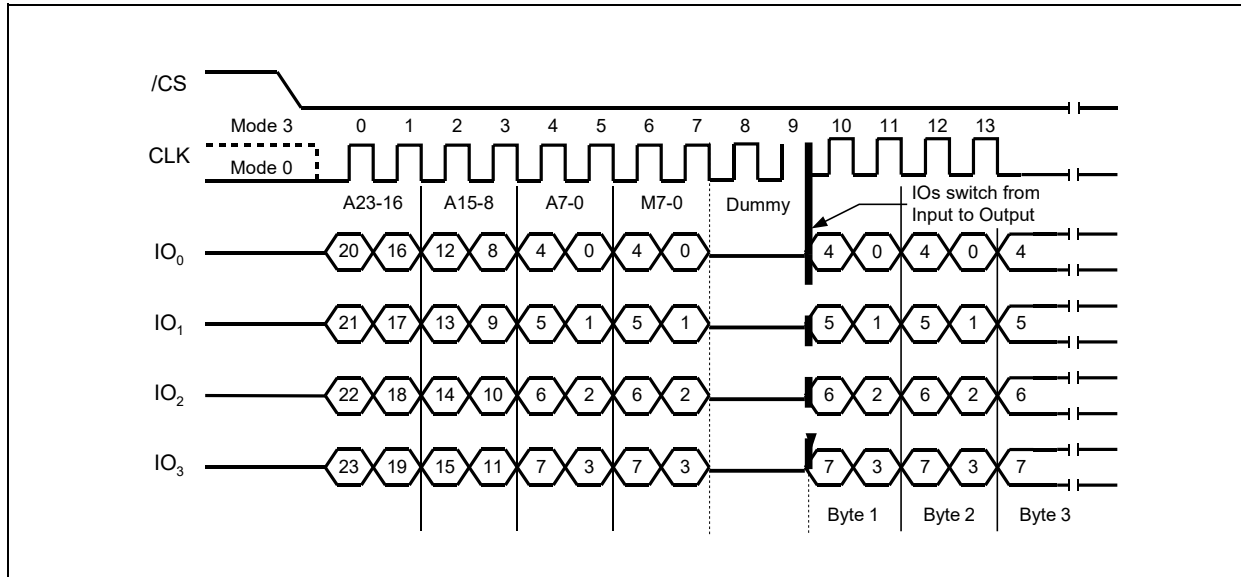 /CS
Mode 3 0 1 2 3 4 5 6 7 8 9 10 11 12 13
CLK
Mode 0
IOs switch from
Input to Output
A23-16 A15-8 A7-0 M7-0 Dummy
IO0 20 16 12 8 4 0 4 0 4 0 4 0 4
IO1 21 17 13 9 5 1 5 1 5 1 5 1 5
IO2 22 18 14 10 6 2 6 2 6 2 6 2 6
IO3 23 19 15 11 7 3 7 3 7 3 7 3 7
Byte 1 Byte 2 Byte 3